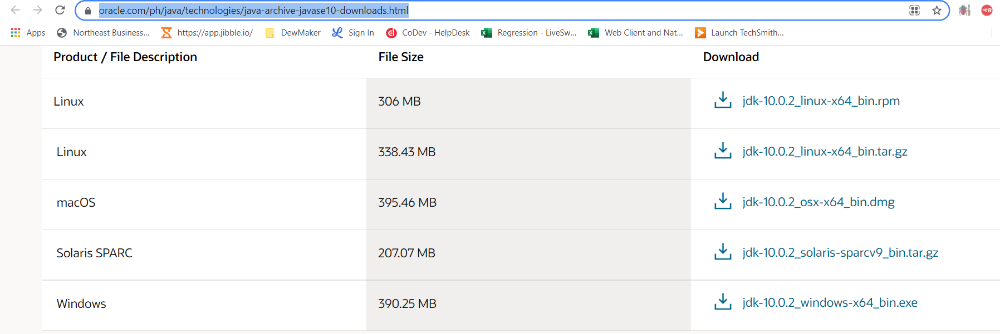 oracle.com/ph/java/technologies/java-archive-javase10-downloads.html
Apps Northeast Business... https://app.jibble.io/ DewMaker Sign In CoDev - HelpDesk Regression - LiveSw... Web Client and Nat... Launch TechSmith...
Product / File Description File Size Download
Linux 306 MB jdk-10.0.2_linux-x64_bin.rpm
Linux 338.43 MB jdk-10.0.2_linux-x64_bin.tar.gz
macOS 395.46 MB jdk-10.0.2_osx-x64_bin.dmg
Solaris SPARC 207.07 MB jdk-10.0.2_solaris-sparcv9_bin.tar.gz
Windows 390.25 MB jdk-10.0.2_windows-x64_bin.exe